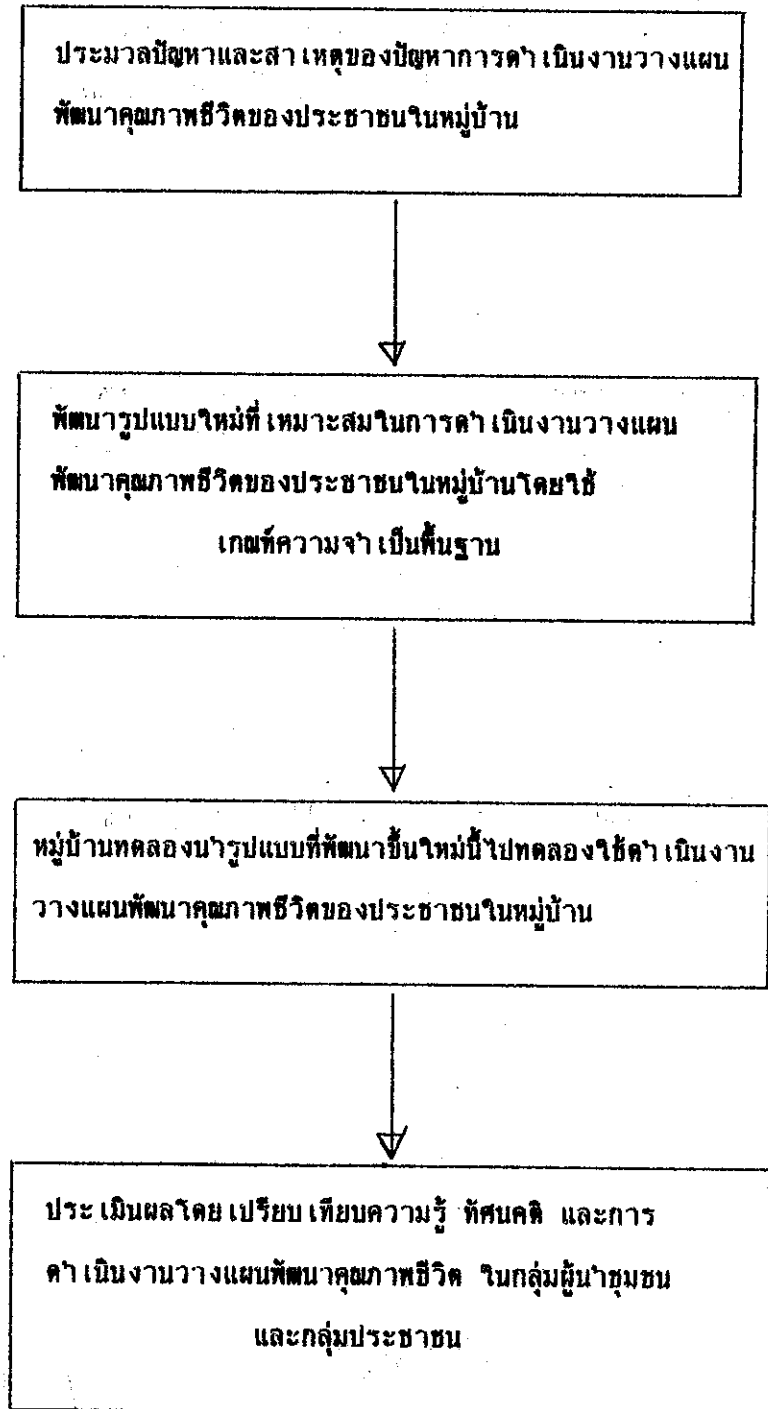 ประมวลปัญหาและสาเหตุของปัญหาการดำเนินงานวางแผน
พัฒนาคุณภาพชีวิตของประชาชนในหมู่บ้าน
พัฒนารูปแบบใหม่ที่เหมาะสมในการดำเนินงานวางแผน
พัฒนาคุณภาพชีวิตของประชาชนในหมู่บ้านโดยใช้
เกณฑ์ความจำเป็นพื้นฐาน
หมู่บ้านทดลองนำรูปแบบที่พัฒนาขึ้นใหม่นี้ไปทดลองใช้ดำเนินงาน
วางแผนพัฒนาคุณภาพชีวิตของประชาชนในหมู่บ้าน
ประเมินผลโดยเปรียบเทียบความรู้ ทัศนคติ และการ
ดำเนินงานวางแผนพัฒนาคุณภาพชีวิต ในกลุ่มผู้นำชุมชน
และกลุ่มประชาชน